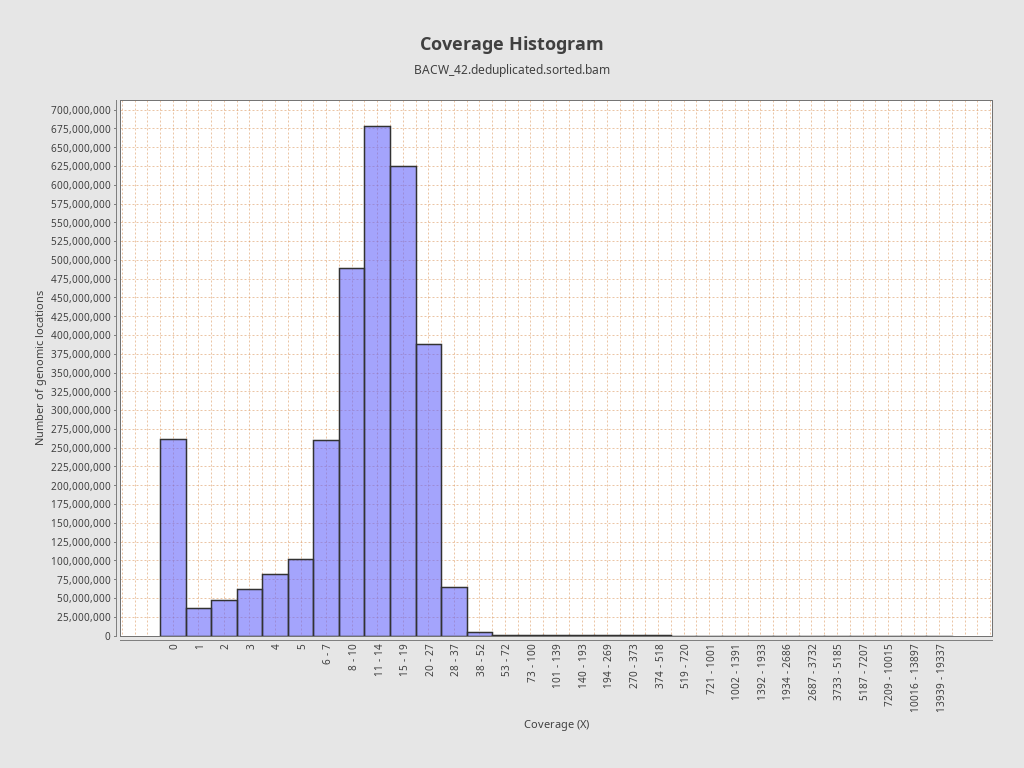 Coverage Histogram
BACW_42.deduplicated.sorted.bam
Number of genomic locations
700,000,000
675,000,000
650,000,000
625,000,000
600,000,000
575,000,000
550,000,000
525,000,000
500,000,000
475,000,000
450,000,000
425,000,000
400,000,000
375,000,000
350,000,000
325,000,000
300,000,000
275,000,000
250,000,000
225,000,000
200,000,000
175,000,000
150,000,000
125,000,000
100,000,000
75,000,000
50,000,000
25,000,000
0
0
1
2
3
4
5
6 - 7
8 - 10
11 - 14
15 - 19
20 - 27
28 - 37
38 - 52
53 - 72
73 - 100
101 - 139
140 - 193
194 - 269
270 - 373
374 - 518
519 - 720
721 - 1001
1002 - 1391
1392 - 1933
1934 - 2686
2687 - 3732
3733 - 5185
5187 - 7207
7209 - 10015
10016 - 13897
13939 - 19337
Coverage (X)